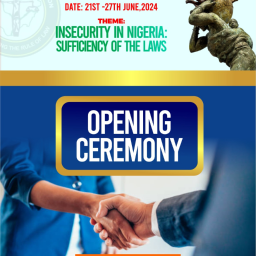 DATE: 21ST -27TH JUNE,2024
THEME:
INSECURITY IN NIGERIA:
SUFFICIENCY OF THE LAWS
OPENING
CEREMONY